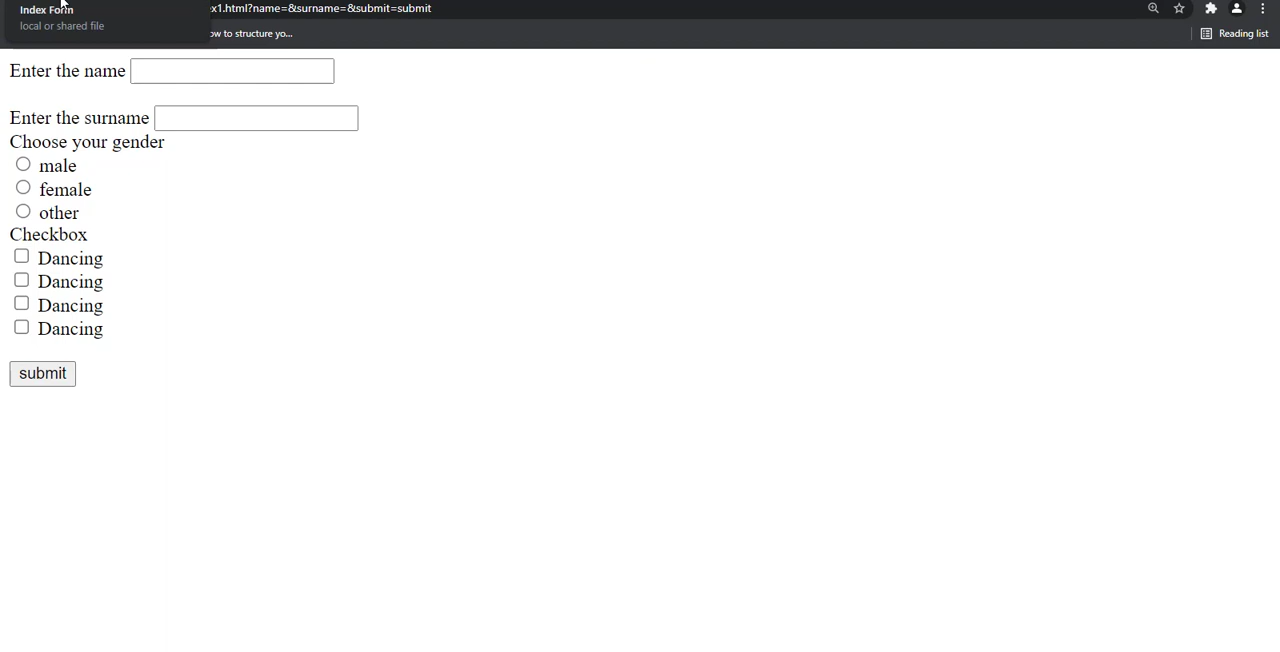 Index Form
x1.html?name=&surname=&submit=submit
local or shared file
ow to structure yo...
Reading list
Enter the name
Enter the surname
Choose your gender
male
female
other
Checkbox
Dancing
Dancing
Dancing
Dancing
submit